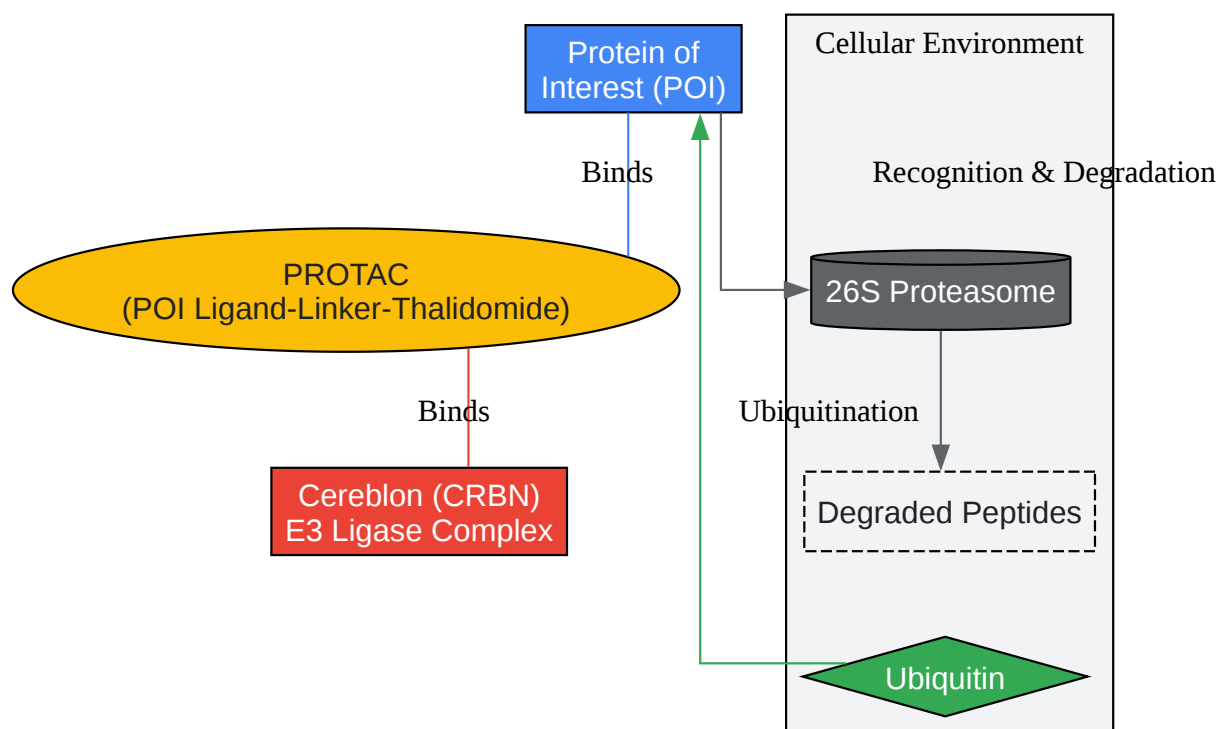 Protein of
Interest (POI)
Cellular Environment
Binds
Recognition & Degradation
PROTAC
(POI Ligand-Linker-Thalidomide)
26S Proteasome
Binds
Ubiquitination
Cereblon (CRBN)
E3 Ligase Complex
Degraded Peptides
Ubiquitin